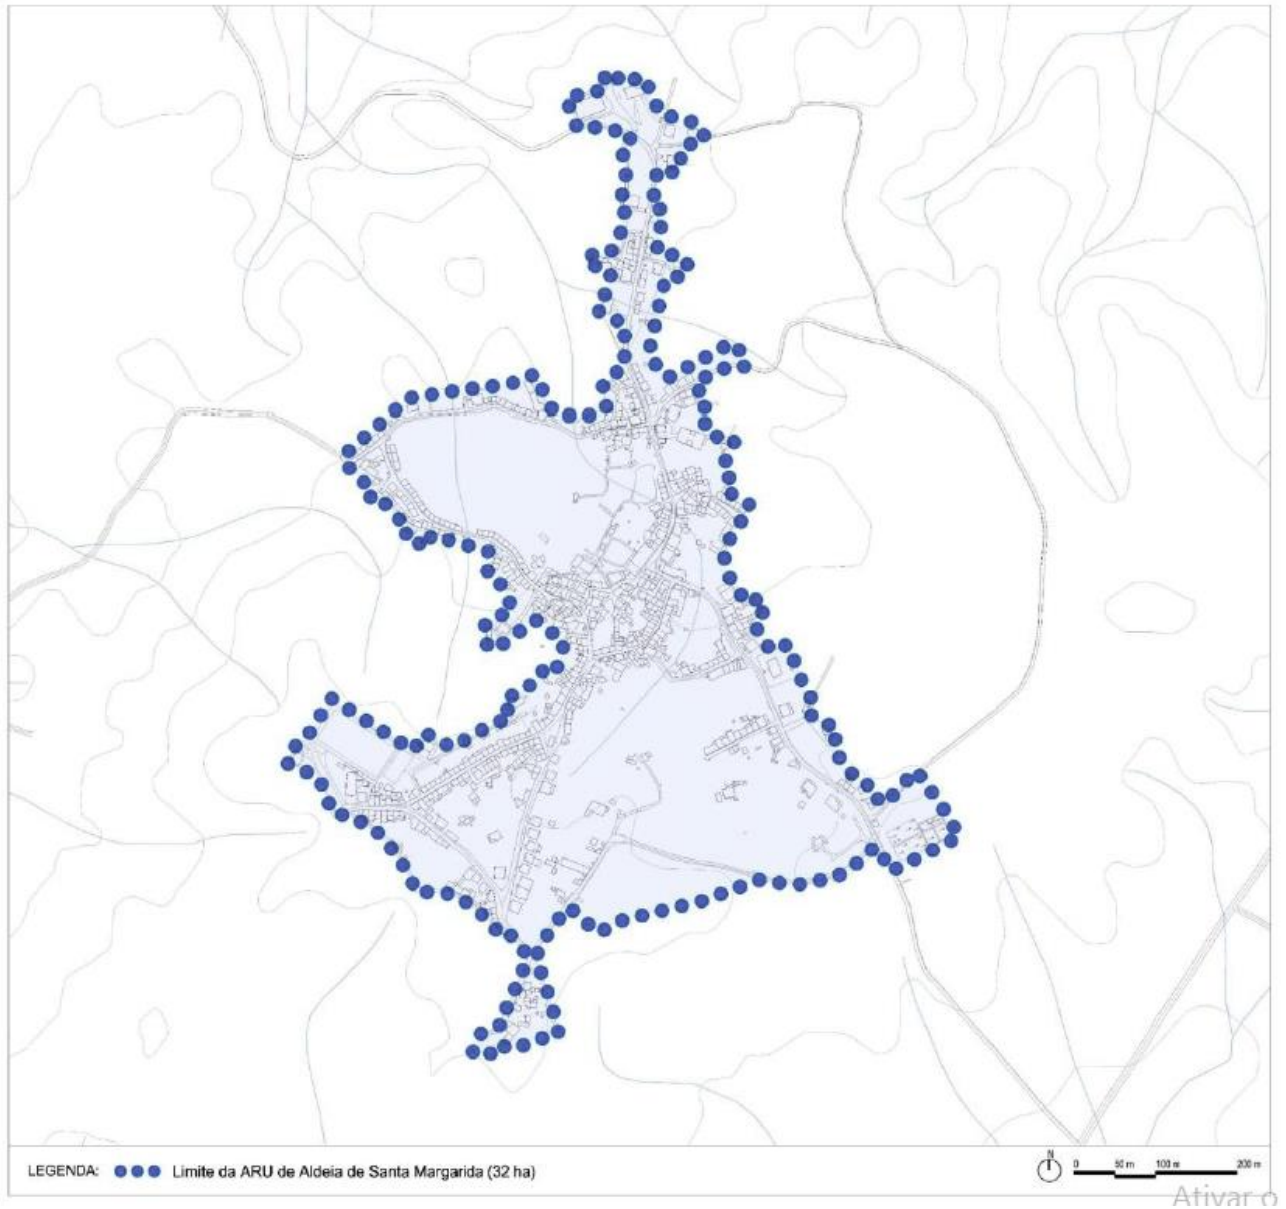 LEGENDA: Limite da ARU de Aldeia de Santa Margarida (32 ha)
N
0 50 m 100 m 200 m
Ativar o